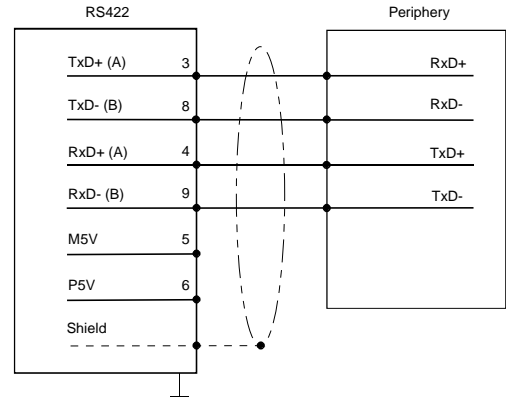 RS422 Periphery
TxD+ (A) 3 RxD+
TxD- (B) 8 RxD-
RxD+ (A) 4 TxD+
RxD- (B) 9 TxD-
M5V 5
P5V 6
Shield